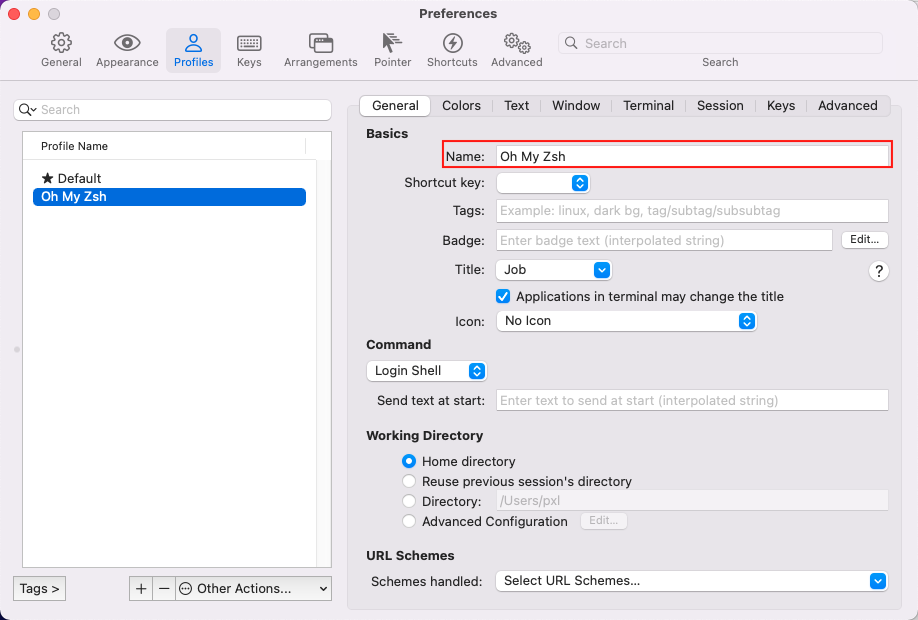 Preferences
General Appearance Profiles Keys Arrangements Pointer Shortcuts Advanced Search
Search
Search
Profile Name
★ Default
Oh My Zsh
Tags >
+ − Other Actions...
General Colors Text Window Terminal Session Keys Advanced
Basics
Name: Oh My Zsh
Shortcut key:
Tags: Example: linux, dark bg, tag/subtag/subsubtag
Badge: Enter badge text (interpolated string) Edit...
Title: Job ?
Applications in terminal may change the title
Icon: No Icon
Command
Login Shell
Send text at start: Enter text to send at start (interpolated string)
Working Directory
Home directory
Reuse previous session's directory
Directory: /Users/pxl
Advanced Configuration Edit...
URL Schemes
Schemes handled: Select URL Schemes...